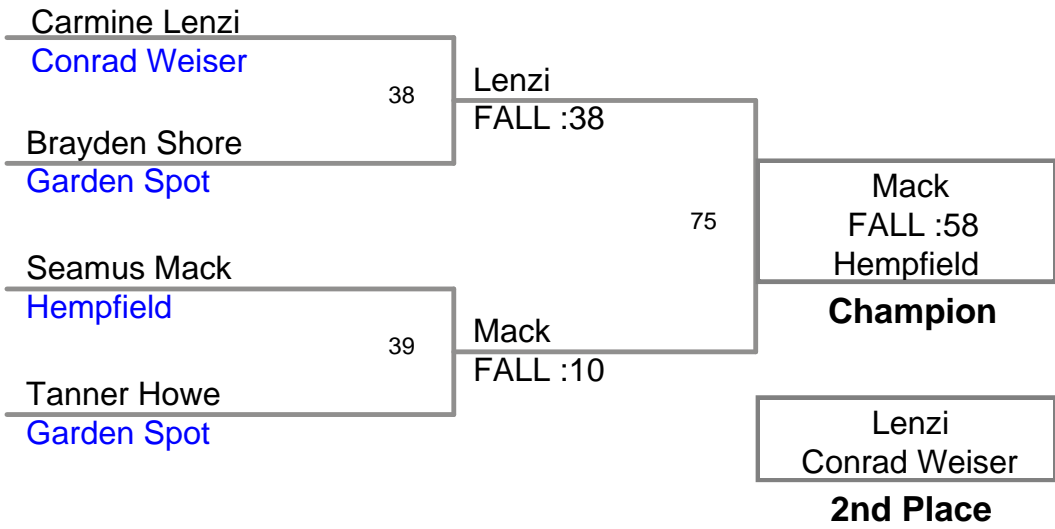 Carmine Lenzi
Conrad Weiser
38
Brayden Shore
Garden Spot
Lenzi
FALL :38
Seamus Mack
Hempfield
39
Tanner Howe
Garden Spot
Mack
FALL :10
75
Mack
FALL :58
Hempfield
Champion
Lenzi
Conrad Weiser
2nd Place